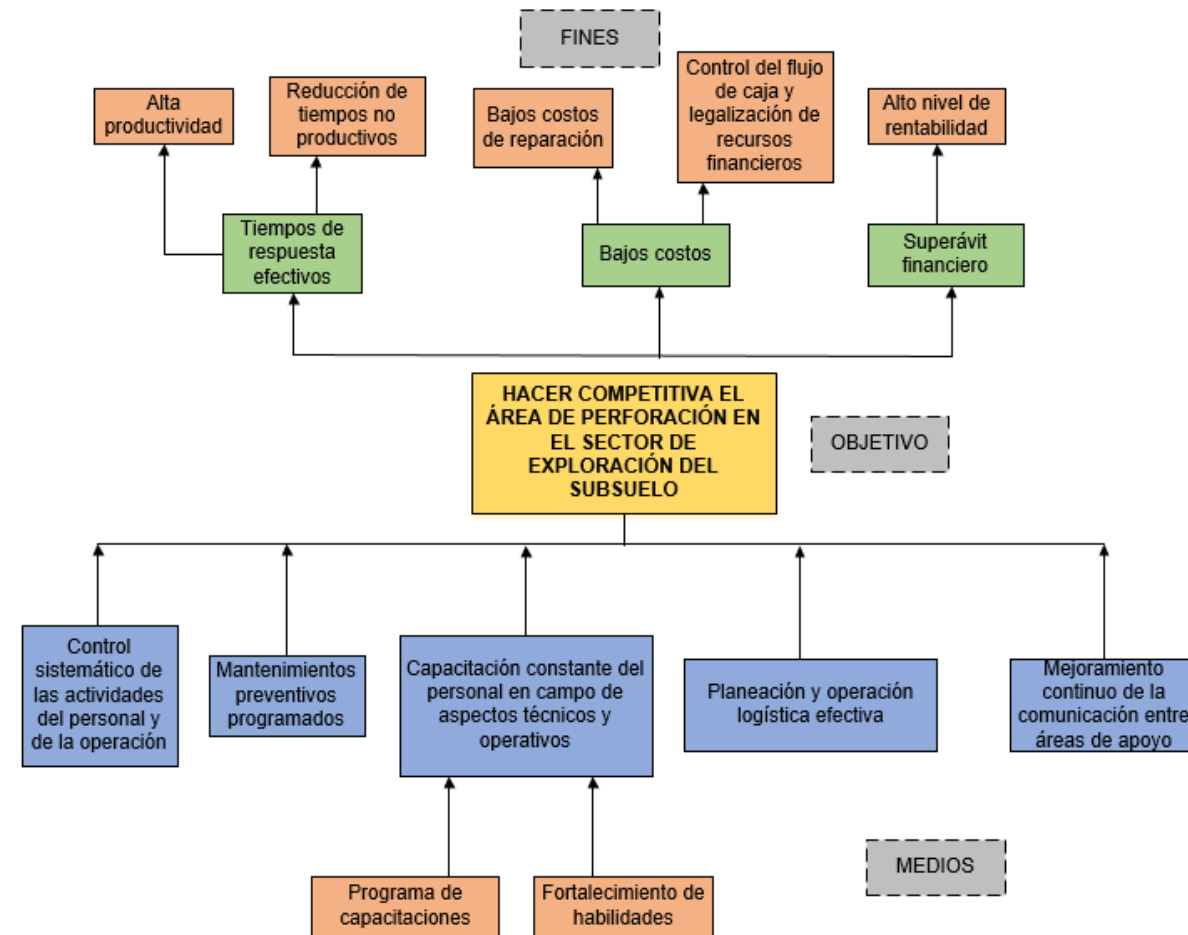 FINES
Alta
productividad
Reducción de
tiempos no
productivos
Bajos costos
de reparación
Control del flujo
de caja y
legalización de
recursos
financieros
Alto nivel de
rentabilidad
Tiempos de
respuesta
efectivos
Bajos costos
Superávit
financiero
HACER COMPETITIVA EL
ÁREA DE PERFORACIÓN EN
EL SECTOR DE
EXPLORACIÓN DEL
SUBSUELO
OBJETIVO
Control
sistemático de
las actividades
del personal y
de la operación
Mantenimientos
preventivos
programados
Capacitación constante del
personal en campo de
aspectos técnicos y
operativos
Planeación y operación
logística efectiva
Mejoramiento
continuo de la
comunicación entre
áreas de apoyo
MEDIOS
Programa de
capacitaciones
Fortalecimiento de
habilidades